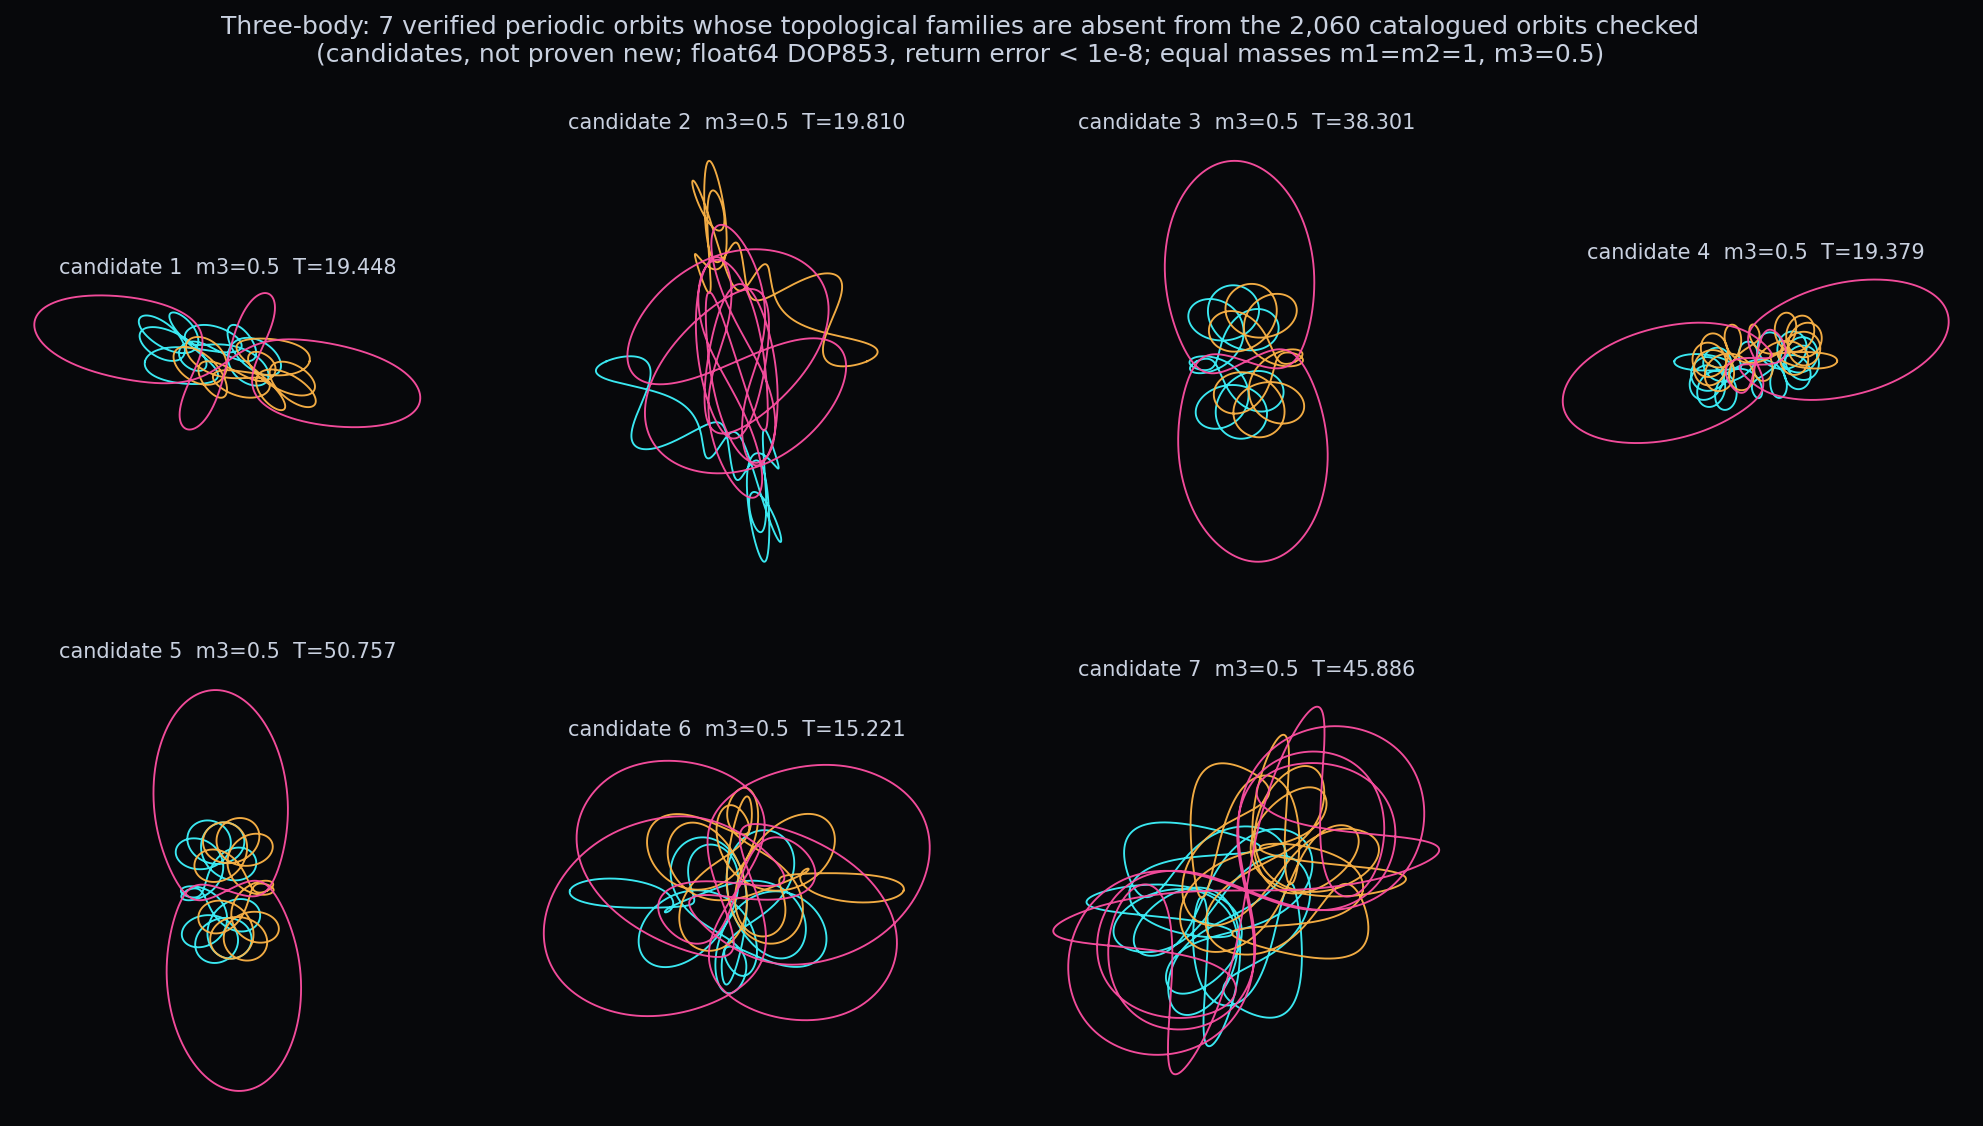 Three-body: 7 verified periodic orbits whose topological families are absent from the 2,060 catalogued orbits checked
(candidates, not proven new; float64 DOP853, return error < 1e-8; equal masses m1=m2=1, m3=0.5)
candidate 1  m3=0.5  T=19.448
candidate 2  m3=0.5  T=19.810
candidate 3  m3=0.5  T=38.301
candidate 4  m3=0.5  T=19.379
candidate 5  m3=0.5  T=50.757
candidate 6  m3=0.5  T=15.221
candidate 7  m3=0.5  T=45.886